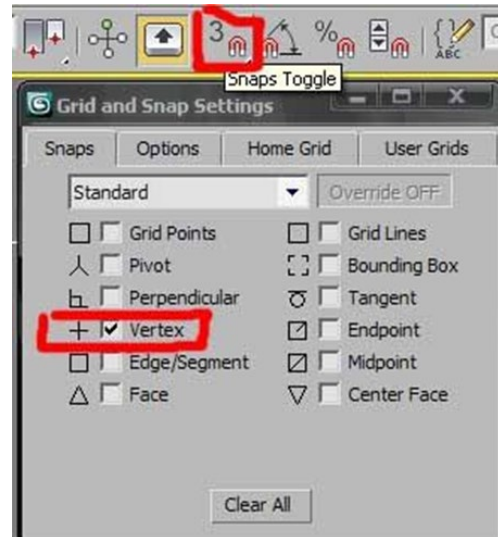 3
%
{}
ABC
Snaps Toggle
Grid and Snap Settings
Snaps Options Home Grid User Grids
Standard Override OFF
Grid Points Grid Lines
Pivot Bounding Box
Perpendicular Tangent
Vertex Endpoint
Edge/Segment Midpoint
Face Center Face
Clear All